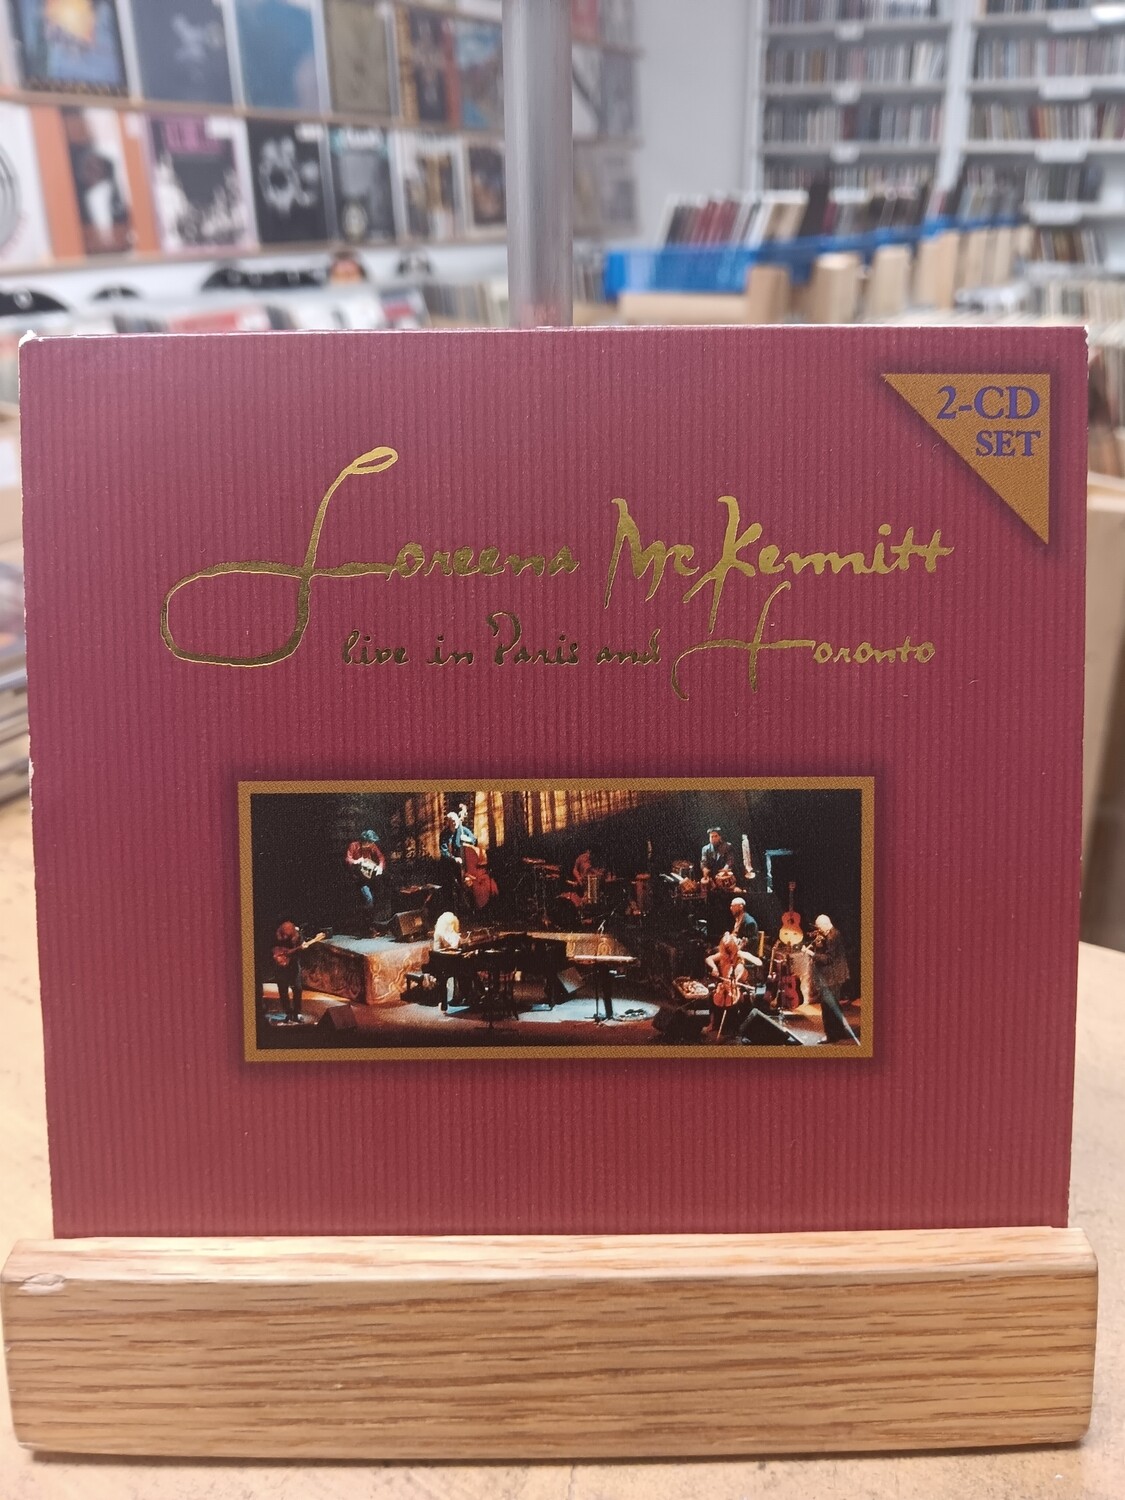 2-CD
SET
Loreena McKennitt
live in Paris and Toronto